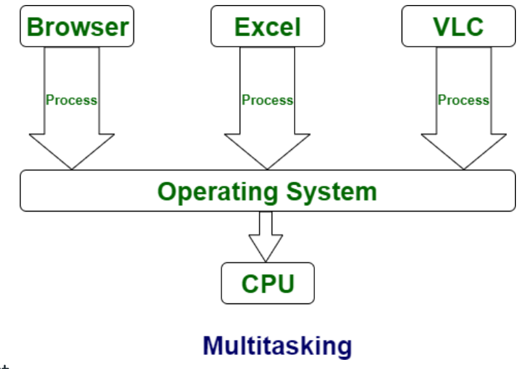 Browser Excel VLC
Process Process Process
Operating System
CPU
Multitasking